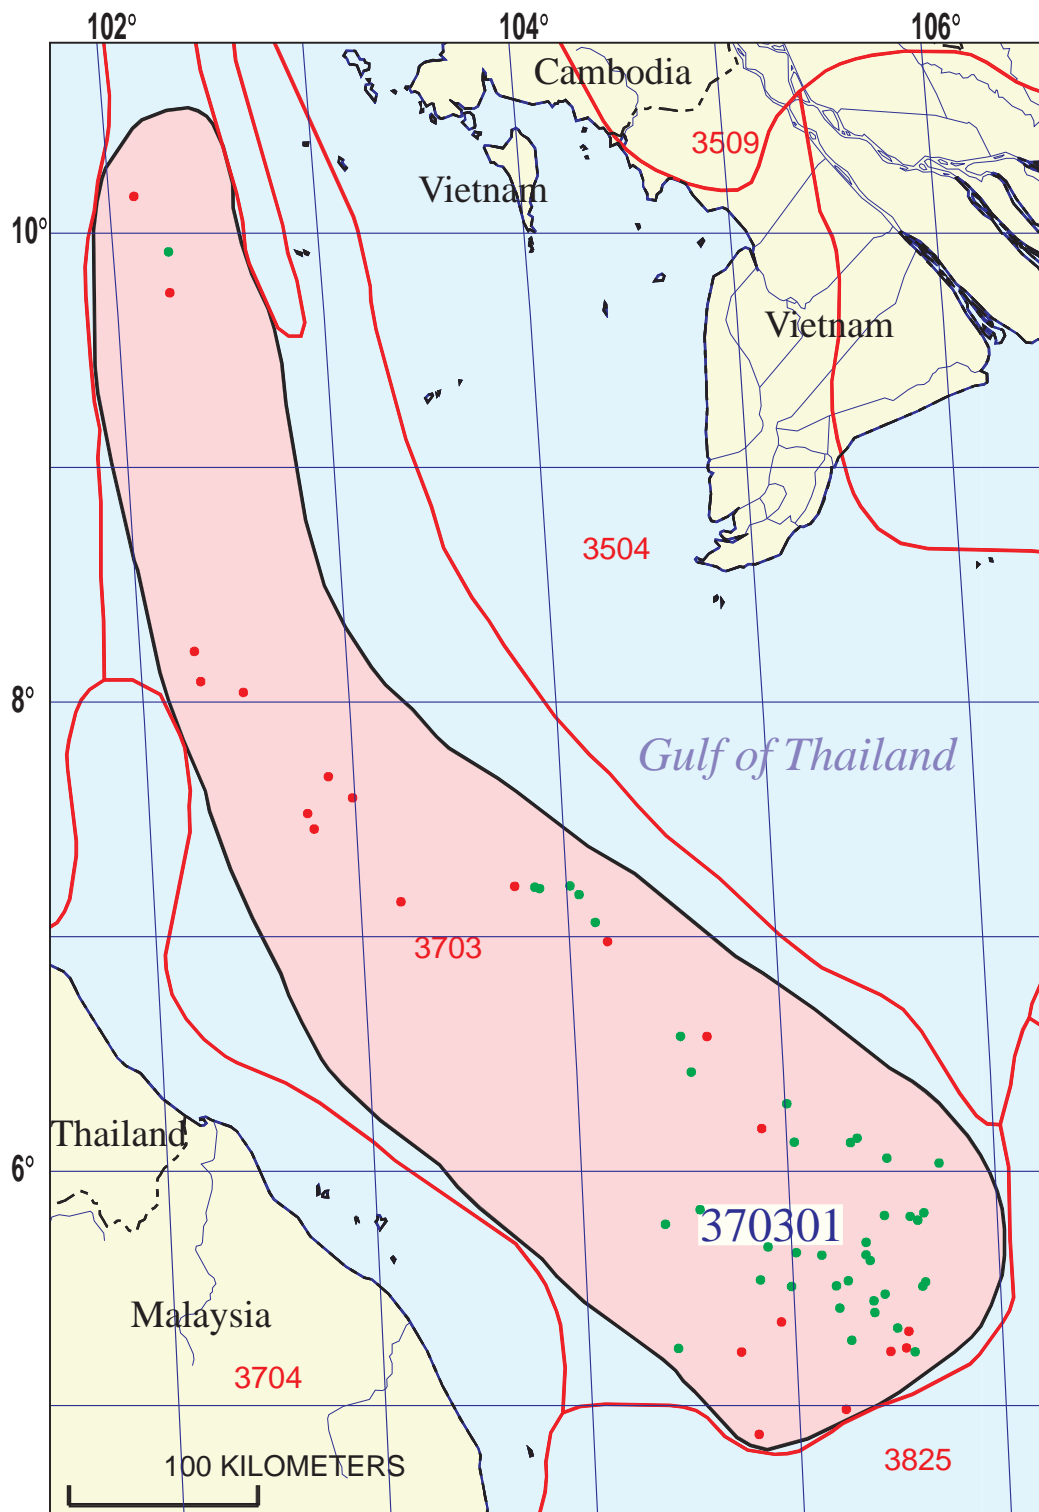 102° 104° 106°
Cambodia
3509
Vietnam
10°
Vietnam
3504
8°
Gulf of Thailand
3703
Thailand
6°
370301
Malaysia
3704
100 KILOMETERS
3825